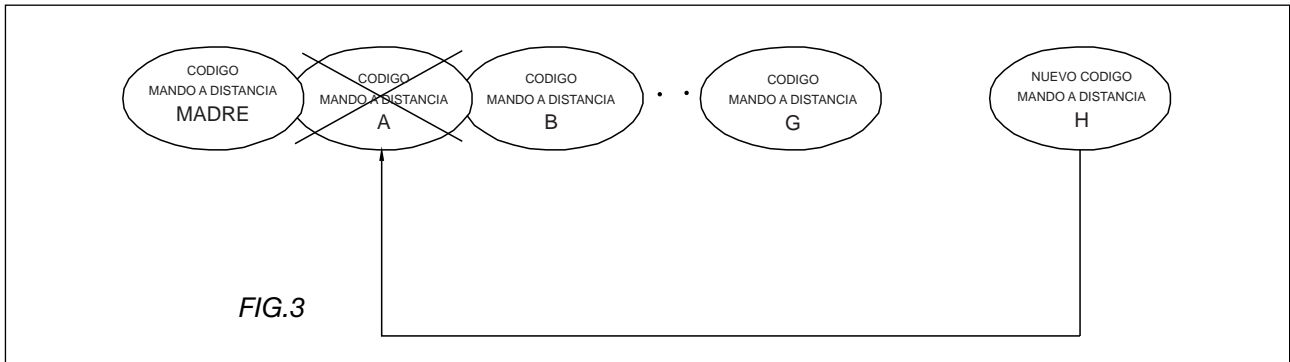 CODIGO
MANDO A DISTANCIA
MADRE
CODIGO
MANDO A DISTANCIA
A
CODIGO
MANDO A DISTANCIA
B
. .
CODIGO
MANDO A DISTANCIA
G
NUEVO CODIGO
MANDO A DISTANCIA
H
FIG.3